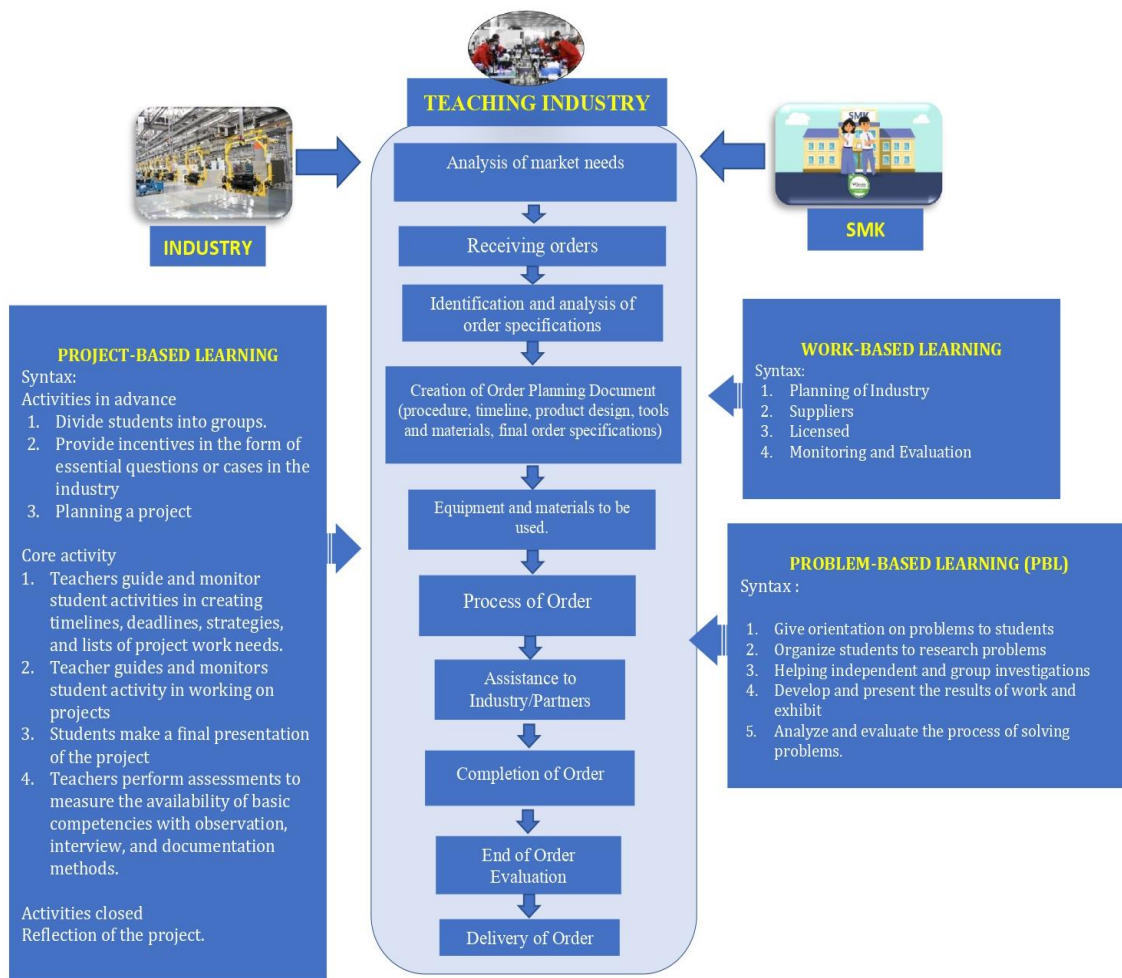 TEACHING INDUSTRY
INDUSTRY
SMK
SMK
Analysis of market needs
Receiving orders
Identification and analysis of
order specifications
Creation of Order Planning Document
(procedure, timeline, product design, tools
and materials, final order specifications)
Equipment and materials to be
used.
Process of Order
Assistance to
Industry/Partners
Completion of Order
End of Order
Evaluation
Delivery of Order
PROJECT-BASED LEARNING
Syntax:
Activities in advance
1. Divide students into groups.
2. Provide incentives in the form of
essential questions or cases in the
industry
3. Planning a project
Core activity
1. Teachers guide and monitor
student activities in creating
timelines, deadlines, strategies,
and lists of project work needs.
2. Teacher guides and monitors
student activity in working on
projects
3. Students make a final presentation
of the project
4. Teachers perform assessments to
measure the availability of basic
competencies with observation,
interview, and documentation
methods.
Activities closed
Reflection of the project.
WORK-BASED LEARNING
Syntax:
1. Planning of Industry
2. Suppliers
3. Licensed
4. Monitoring and Evaluation
PROBLEM-BASED LEARNING (PBL)
Syntax :
1. Give orientation on problems to students
2. Organize students to research problems
3. Helping independent and group investigations
4. Develop and present the results of work and
exhibit
5. Analyze and evaluate the process of solving
problems.